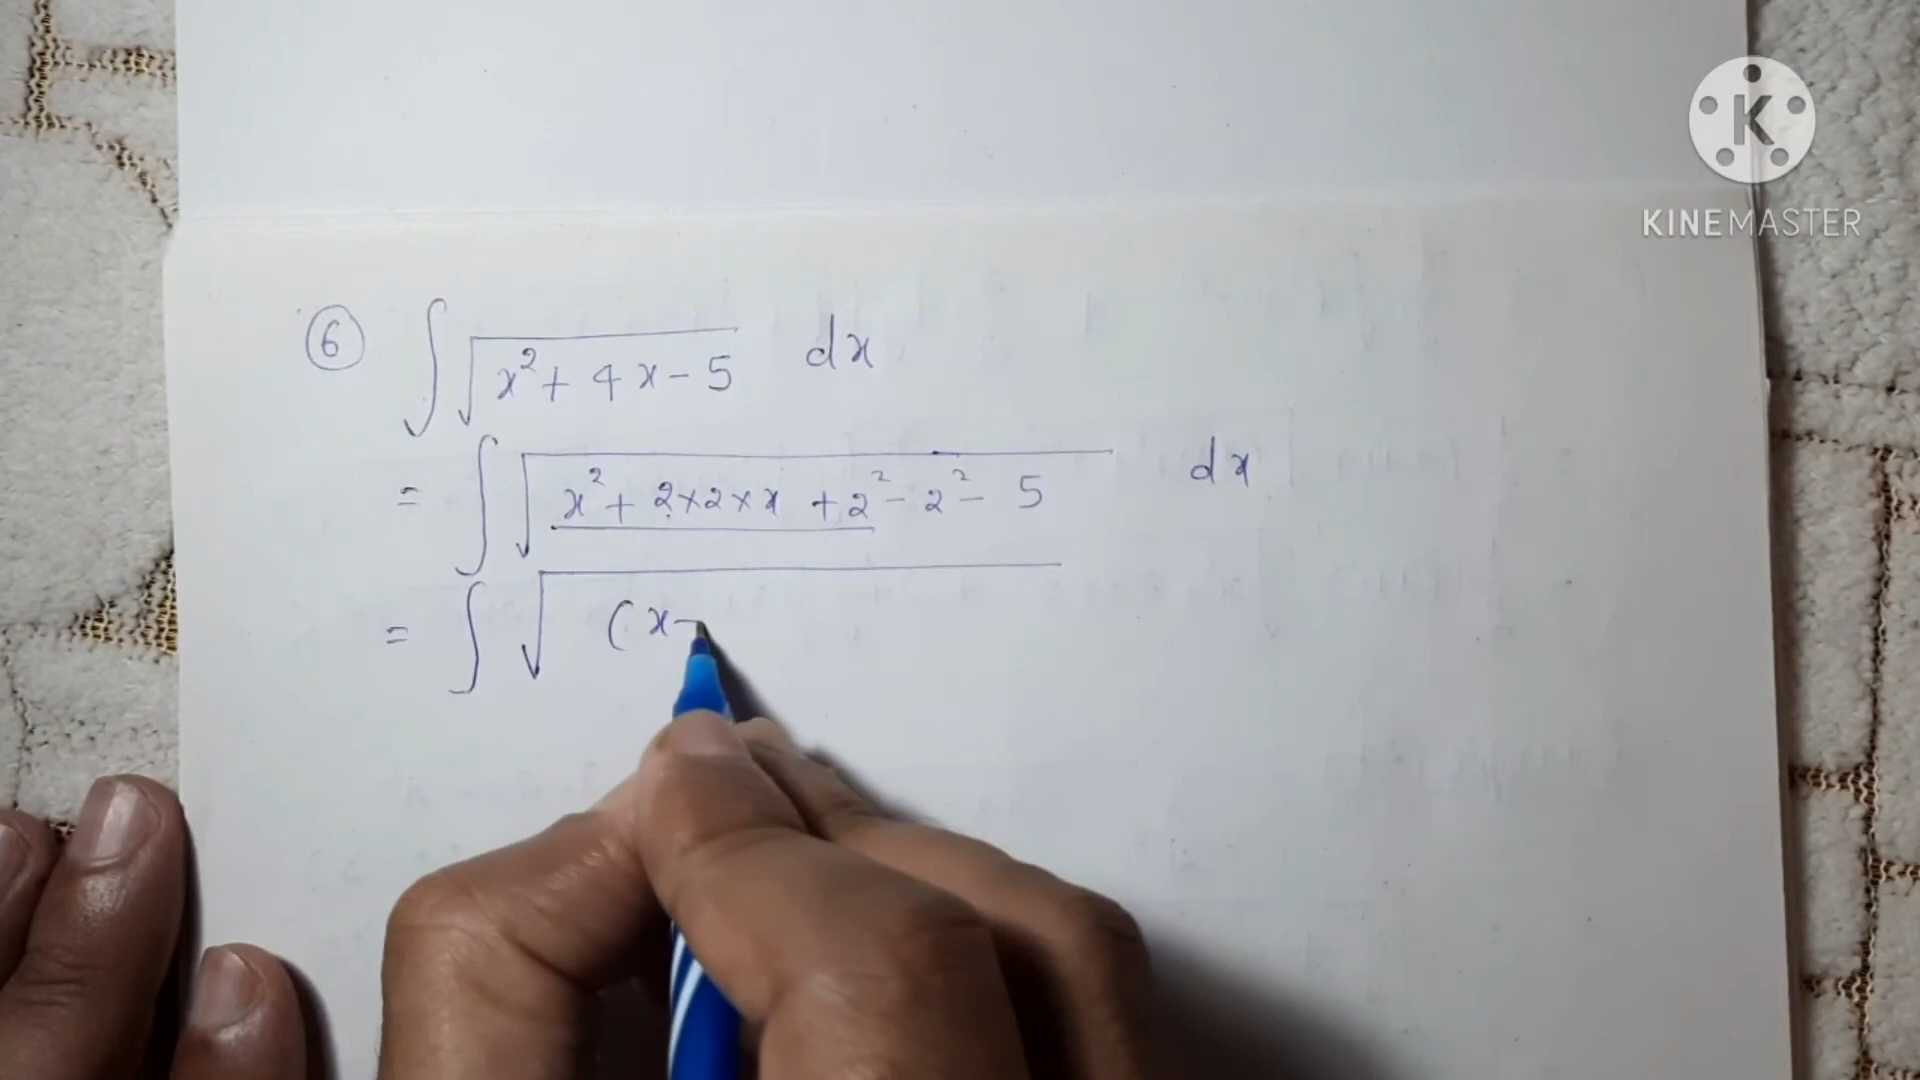 K
KINEMASTER
⑥ ∫ √(x² + 4x - 5) dx
= ∫ √(x² + 2×2×x + 2² - 2² - 5) dx
= ∫ √( (x -